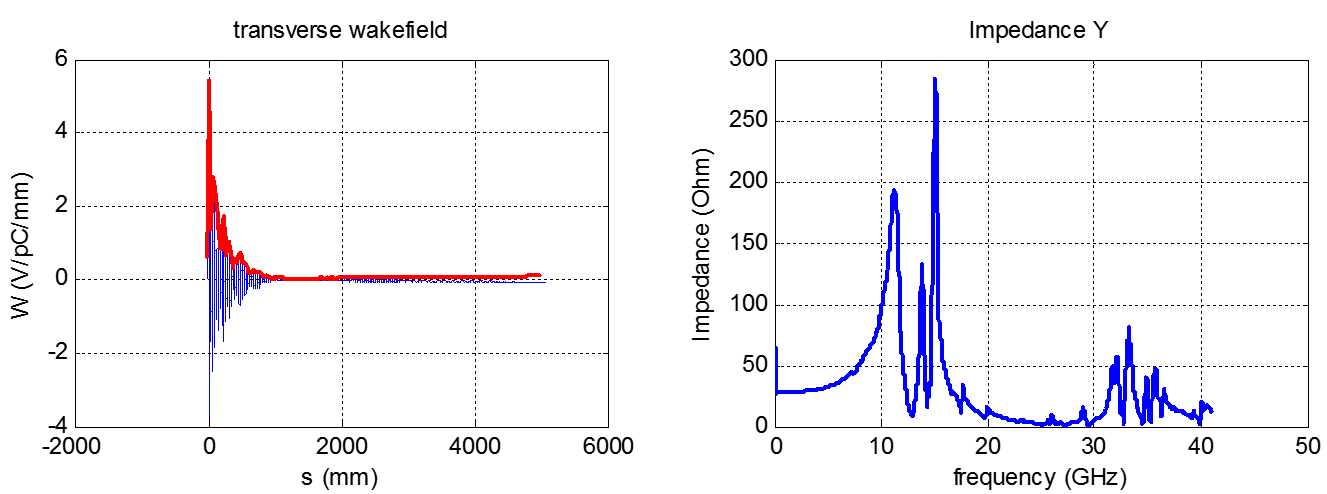 transverse wakefield
6
4
2
0
-2
-4
W (V/pC/mm)
-2000 0 2000 4000 6000
s (mm)
Impedance Y
300
250
200
150
100
50
0
Impedance (Ohm)
0 10 20 30 40 50
frequency (GHz)